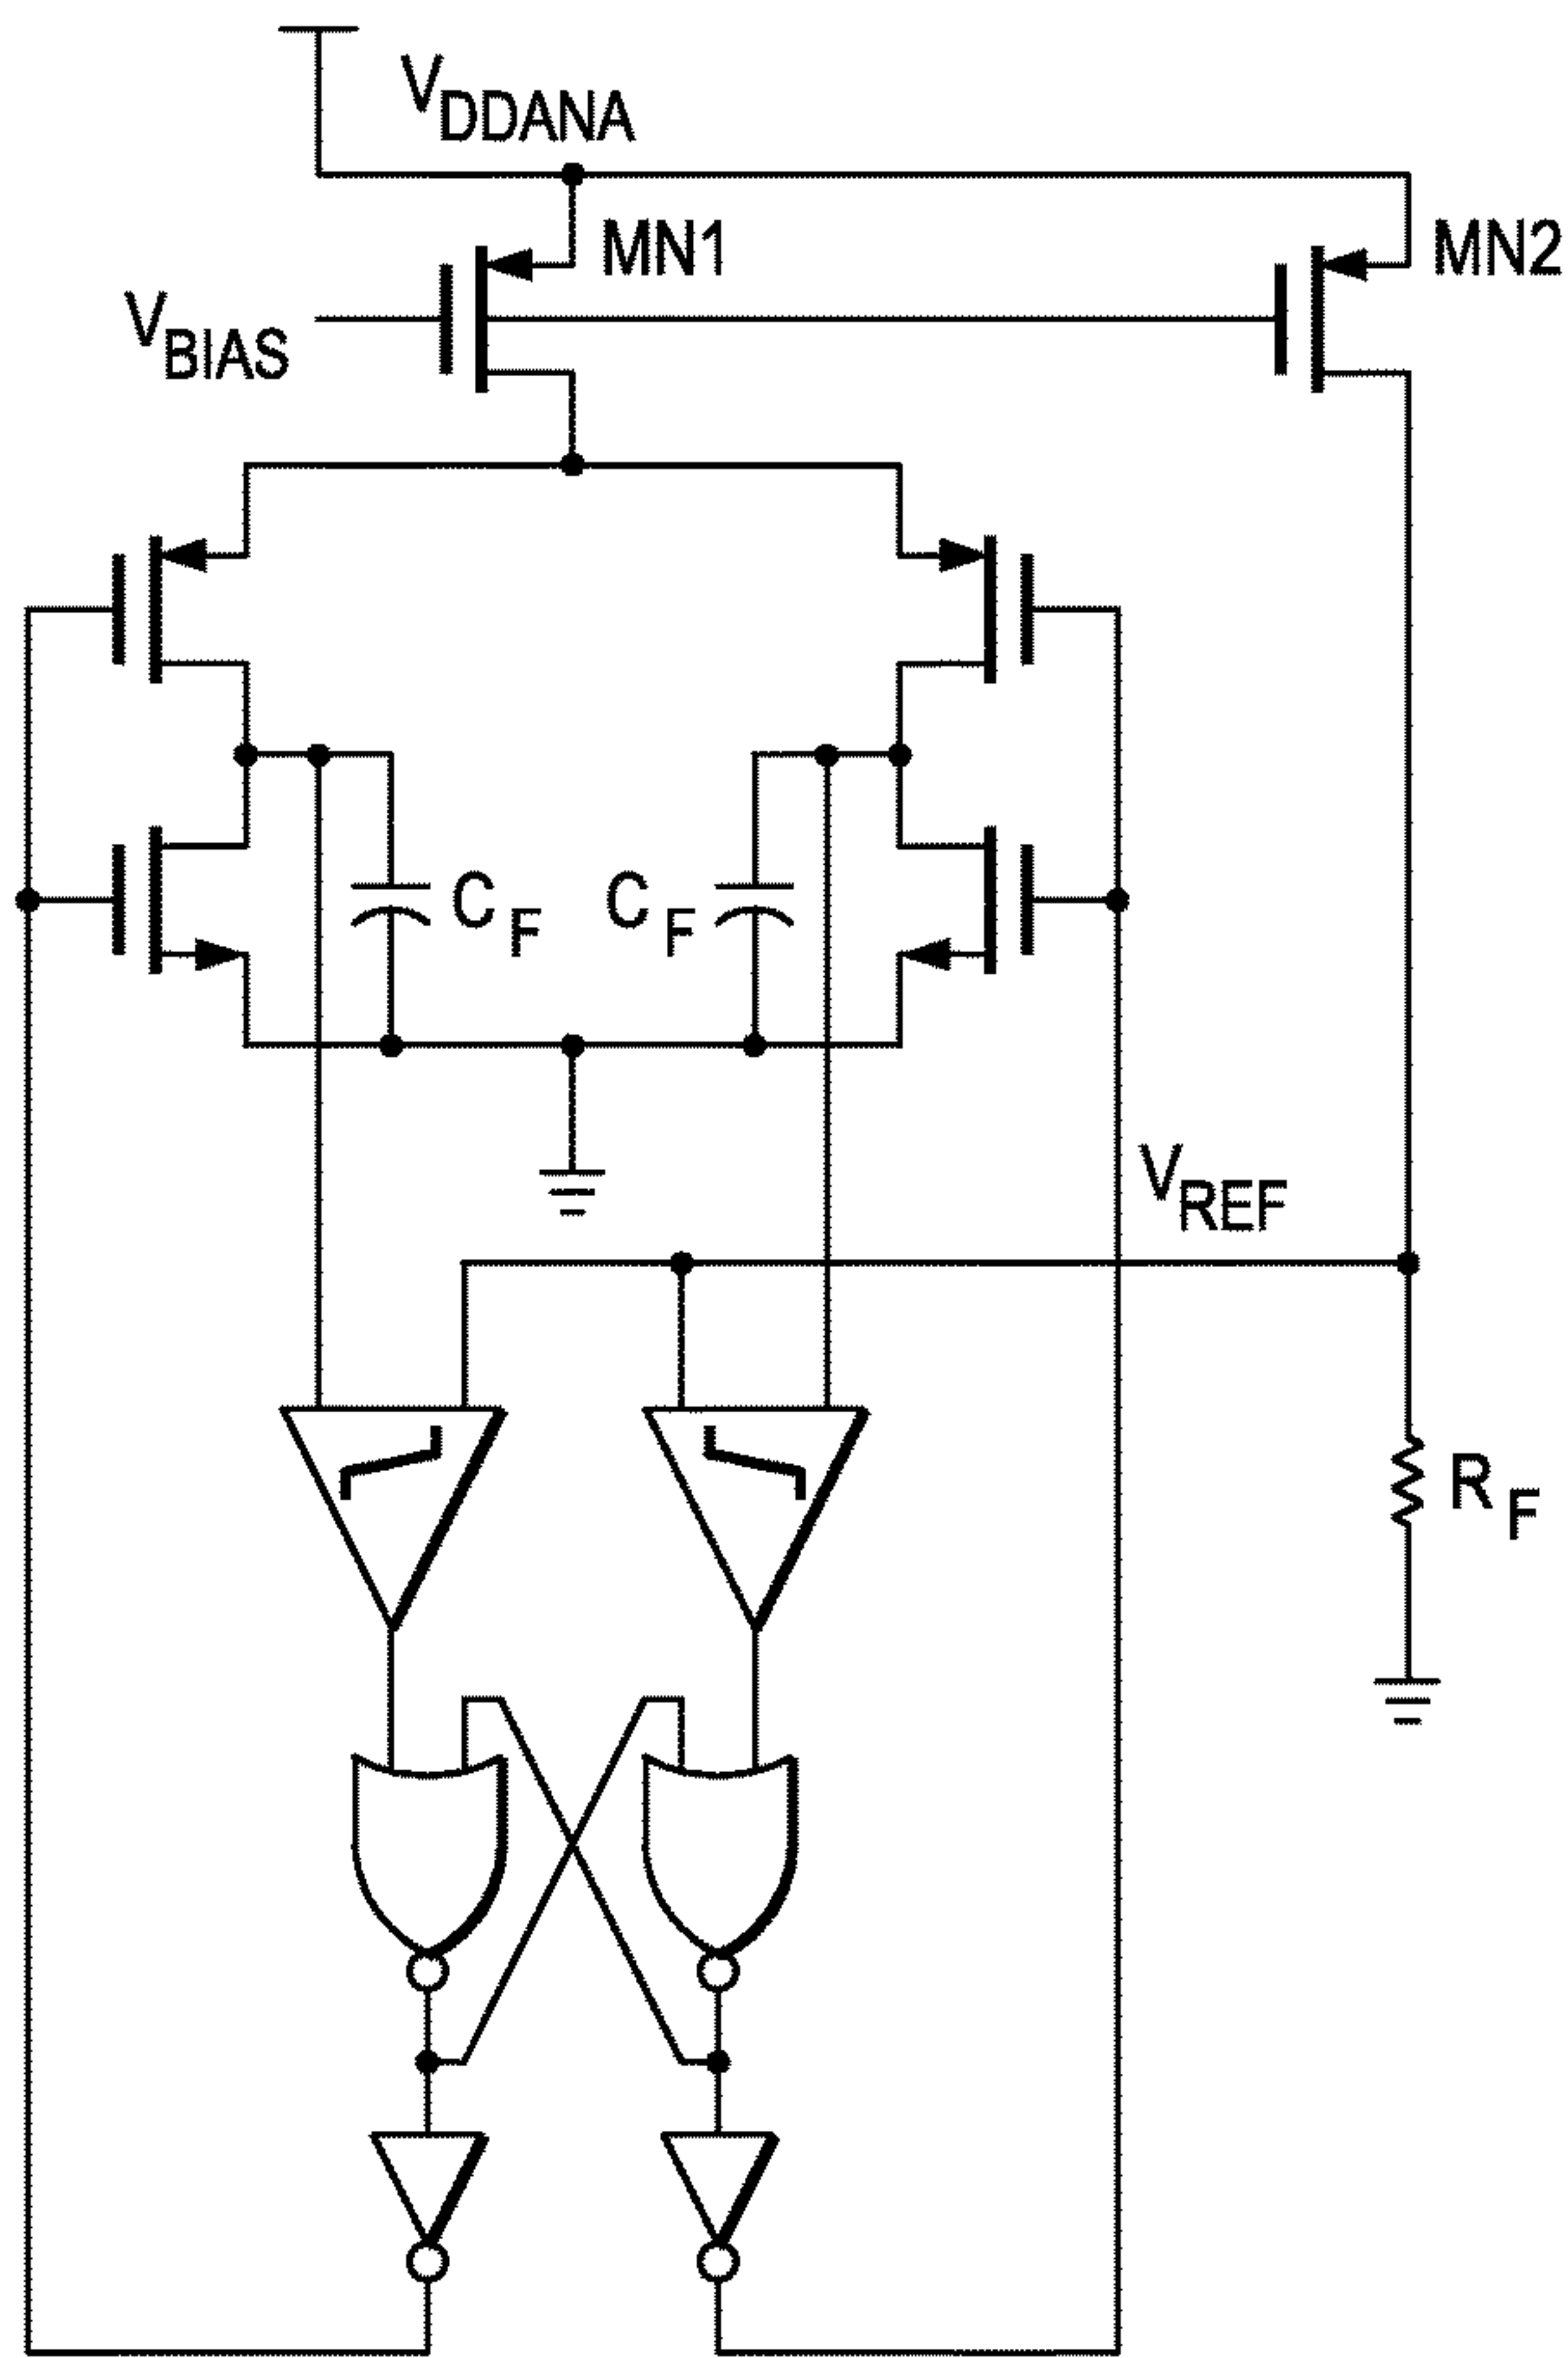 VDDANA
MN1
MN2
VBIAS
CF
CF
VREF
RF